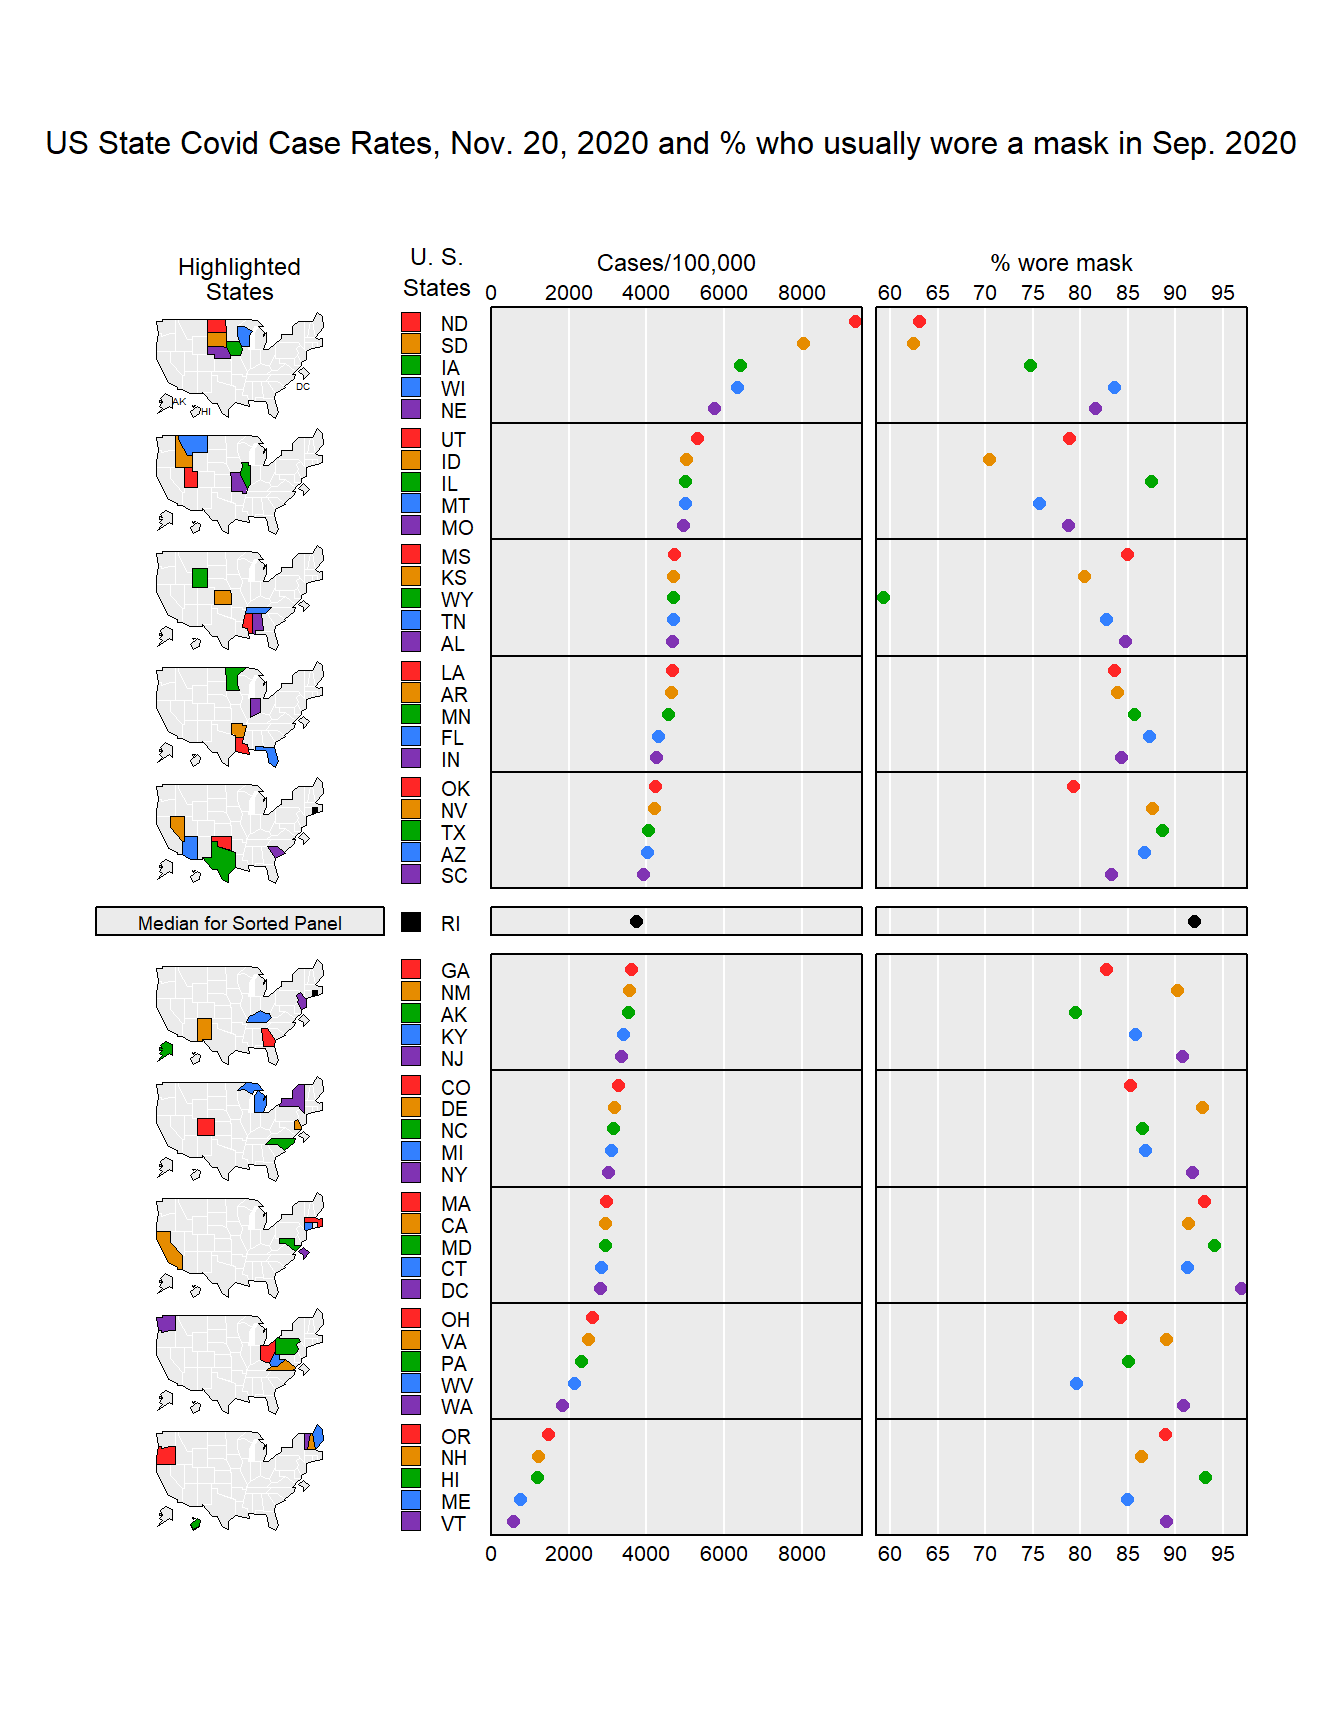 US State Covid Case Rates, Nov. 20, 2020 and % who usually wore a mask in Sep. 2020
Highlighted
States
U. S.
States
Cases/100,000
% wore mask
0 2000 4000 6000 8000
60 65 70 75 80 85 90 95
ND
SD
IA
WI
NE
DC
AK
HI
UT
ID
IL
MT
MO
MS
KS
WY
TN
AL
LA
AR
MN
FL
IN
OK
NV
TX
AZ
SC
Median for Sorted Panel
RI
GA
NM
AK
KY
NJ
CO
DE
NC
MI
NY
MA
CA
MD
CT
DC
OH
VA
PA
WV
WA
OR
NH
HI
ME
VT
0 2000 4000 6000 8000
60 65 70 75 80 85 90 95